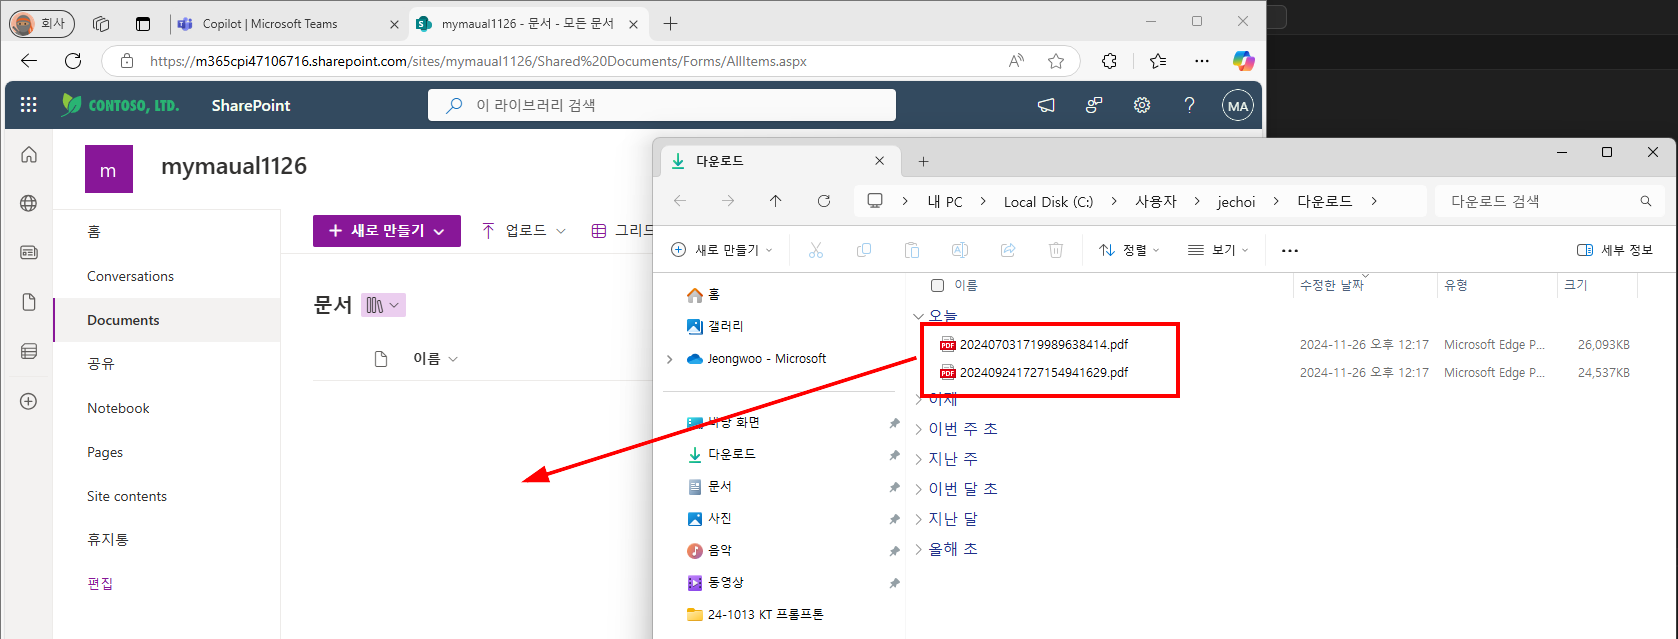 회사
Copilot | Microsoft Teams
mymaual1126 - 문서 - 모든 문서
https://m365cpi47106716.sharepoint.com/sites/mymaual1126/Shared%20Documents/Forms/AllItems.aspx
CONTOSO, LTD.
SharePoint
이 라이브러리 검색
MA
m
mymaual1126
홈
Conversations
Documents
공유
Notebook
Pages
Site contents
휴지통
편집
새로 만들기
업로드
그리드
문서
이름
다운로드
내 PC
Local Disk (C:)
사용자
jechoi
다운로드
다운로드 검색
새로 만들기
정렬
보기
세부 정보
홈
갤러리
Jeongwoo - Microsoft
바탕 화면
다운로드
문서
사진
음악
동영상
24-1013 KT 프롬프톤
이름
수정한 날짜
유형
크기
오늘
202407031719989638414.pdf 2024-11-26 오후 12:17 Microsoft Edge P... 26,093KB
202409241727154941629.pdf 2024-11-26 오후 12:17 Microsoft Edge P... 24,537KB
어제
이번 주 초
지난 주
이번 달 초
지난 달
올해 초